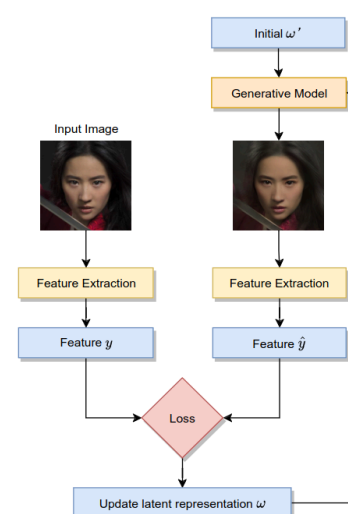 Initial ω′
Generative Model
Input Image
Feature Extraction
Feature Extraction
Feature y
Feature ŷ
Loss
Update latent representation ω